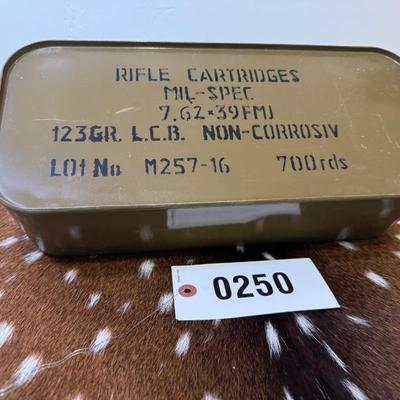 RIFLE CARTRIDGES
MIL-SPEC
7.62×39FMJ
123GR. L.C.B. NON-CORROSIV
LOt No M257-16 700rds
0250